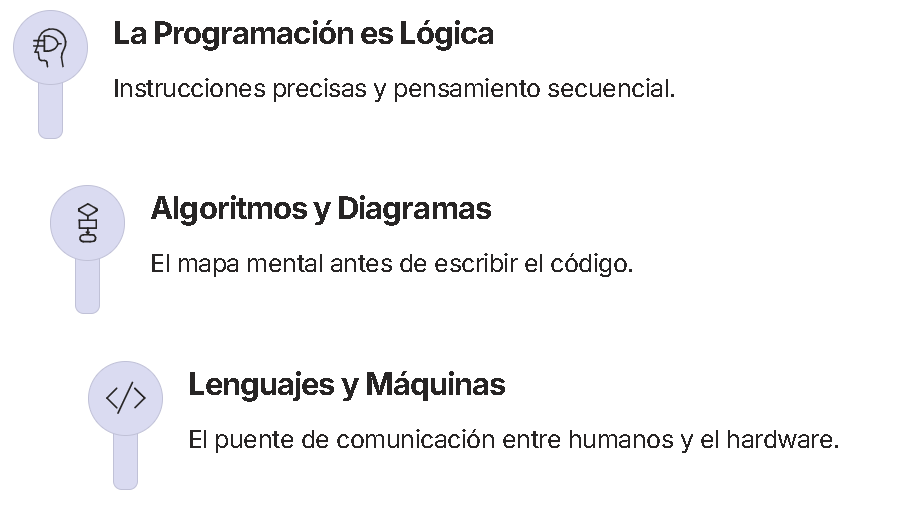 La Programación es Lógica
Instrucciones precisas y pensamiento secuencial.
Algoritmos y Diagramas
El mapa mental antes de escribir el código.
Lenguajes y Máquinas
El puente de comunicación entre humanos y el hardware.